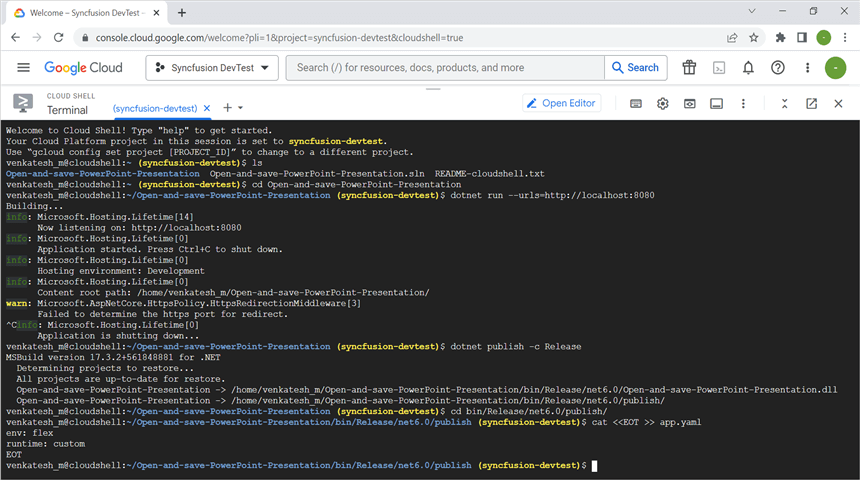 Welcome – Syncfusion DevTest –
console.cloud.google.com/welcome?pli=1&project=syncfusion-devtest&cloudshell=true
Google Cloud
Syncfusion DevTest
Search (/) for resources, docs, products, and more
Search
CLOUD SHELL
Terminal
(syncfusion-devtest)
Open Editor
Welcome to Cloud Shell! Type "help" to get started.
Your Cloud Platform project in this session is set to syncfusion-devtest.
Use “gcloud config set project [PROJECT_ID]” to change to a different project.
venkatesh_m@cloudshell:~ (syncfusion-devtest)$ ls
Open-and-save-PowerPoint-Presentation  Open-and-save-PowerPoint-Presentation.sln  README-cloudshell.txt
venkatesh_m@cloudshell:~ (syncfusion-devtest)$ cd Open-and-save-PowerPoint-Presentation
venkatesh_m@cloudshell:~/Open-and-save-PowerPoint-Presentation (syncfusion-devtest)$ dotnet run --urls=http://localhost:8080
Building...
info: Microsoft.Hosting.Lifetime[14]
Now listening on: http://localhost:8080
info: Microsoft.Hosting.Lifetime[0]
Application started. Press Ctrl+C to shut down.
info: Microsoft.Hosting.Lifetime[0]
Hosting environment: Development
info: Microsoft.Hosting.Lifetime[0]
Content root path: /home/venkatesh_m/Open-and-save-PowerPoint-Presentation/
warn: Microsoft.AspNetCore.HttpsPolicy.HttpsRedirectionMiddleware[3]
Failed to determine the https port for redirect.
^Cinfo: Microsoft.Hosting.Lifetime[0]
Application is shutting down...
venkatesh_m@cloudshell:~/Open-and-save-PowerPoint-Presentation (syncfusion-devtest)$ dotnet publish -c Release
MSBuild version 17.3.2+561848881 for .NET
Determining projects to restore...
All projects are up-to-date for restore.
Open-and-save-PowerPoint-Presentation -> /home/venkatesh_m/Open-and-save-PowerPoint-Presentation/bin/Release/net6.0/Open-and-save-PowerPoint-Presentation.dll
Open-and-save-PowerPoint-Presentation -> /home/venkatesh_m/Open-and-save-PowerPoint-Presentation/bin/Release/net6.0/publish/
venkatesh_m@cloudshell:~/Open-and-save-PowerPoint-Presentation (syncfusion-devtest)$ cd bin/Release/net6.0/publish/
venkatesh_m@cloudshell:~/Open-and-save-PowerPoint-Presentation/bin/Release/net6.0/publish (syncfusion-devtest)$ cat <<EOT >> app.yaml
env: flex
runtime: custom
EOT
venkatesh_m@cloudshell:~/Open-and-save-PowerPoint-Presentation/bin/Release/net6.0/publish (syncfusion-devtest)$